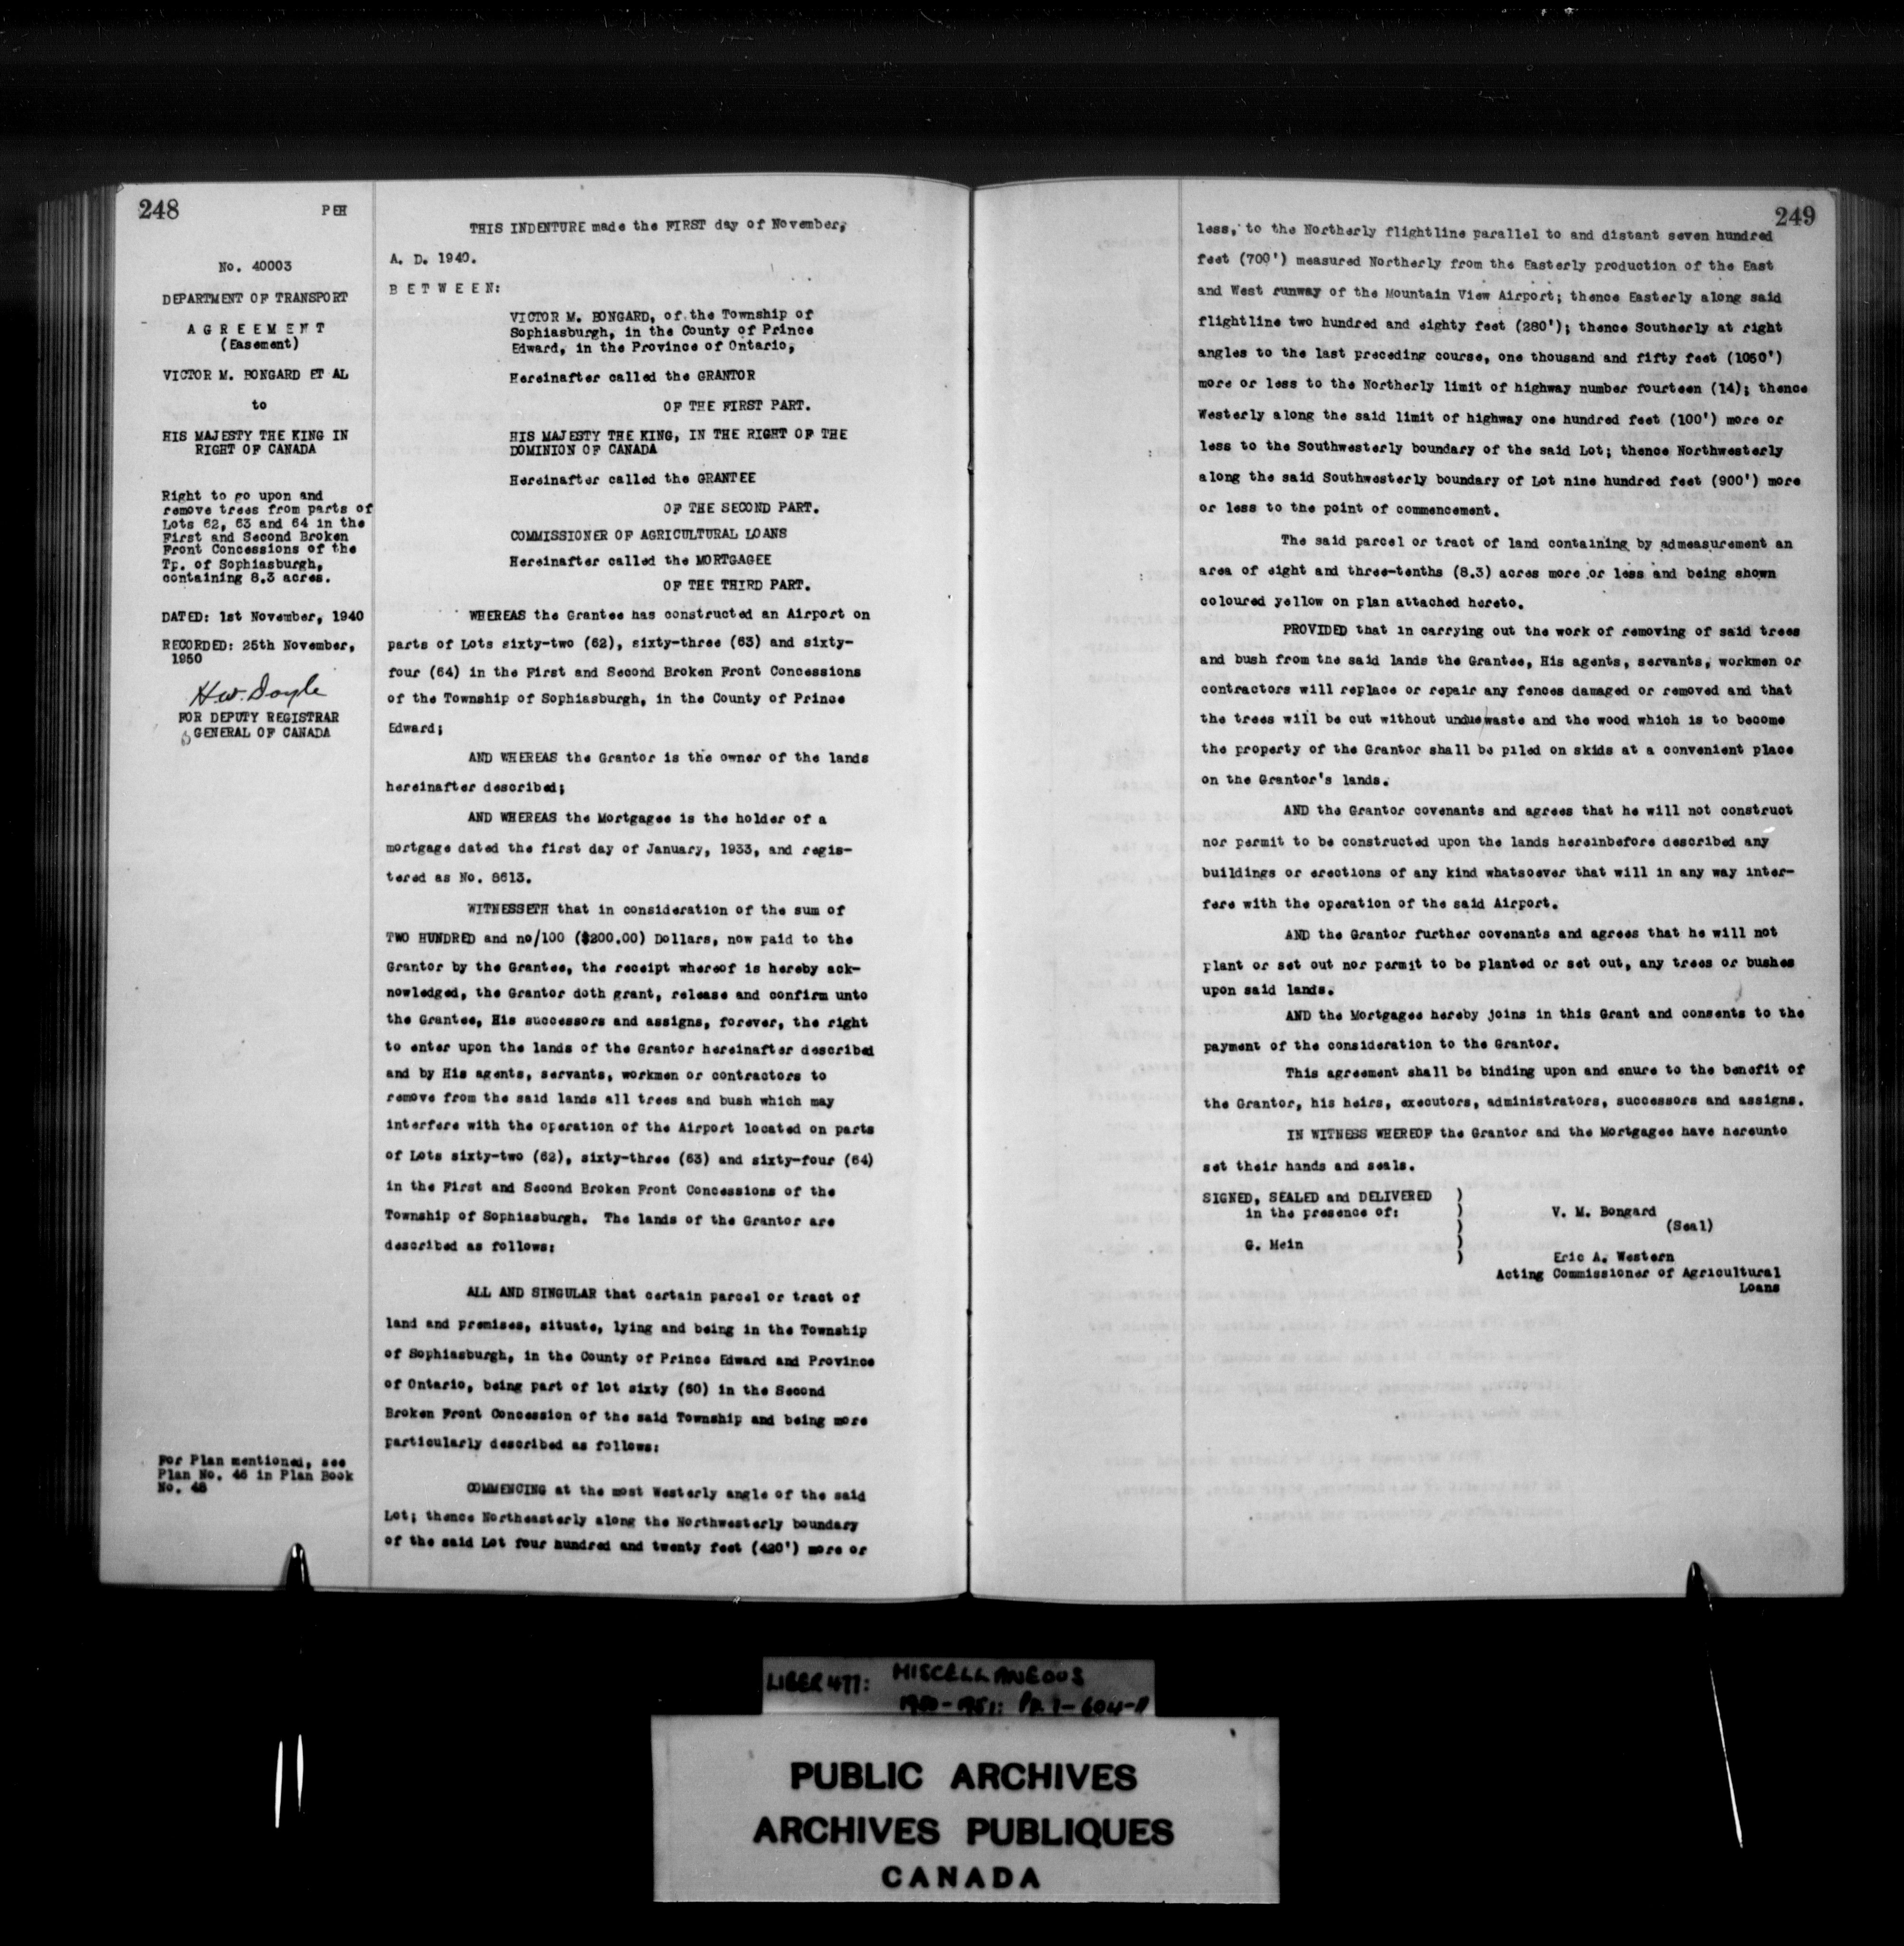 248
PEH
No. 40003
DEPARTMENT OF TRANSPORT
A G R E E M E N T
(Easement)
VICTOR M. BONGARD ET AL
to
HIS MAJESTY THE KING IN
RIGHT OF CANADA
Right to go upon and
remove trees from parts of
Lots 62, 63 and 64 in the
First and Second Broken
Front Concessions of the
Tp. of Sophiasburgh,
containing 8.3 acres.
DATED: 1st November, 1940
RECORDED: 25th November,
1950
H.W. Doyle
FOR DEPUTY REGISTRAR
GENERAL OF CANADA
For Plan mentioned, see
Plan No. 46 in Plan Book
No. 48
THIS INDENTURE made the FIRST day of November,
A. D. 1940.
B E T W E E N:
VICTOR M. BONGARD, of the Township of
Sophiasburgh, in the County of Prince
Edward, in the Province of Ontario,
Hereinafter called the GRANTOR
OF THE FIRST PART.
HIS MAJESTY THE KING, IN THE RIGHT OF THE
DOMINION OF CANADA
Hereinafter called the GRANTEE
OF THE SECOND PART.
COMMISSIONER OF AGRICULTURAL LOANS
Hereinafter called the MORTGAGEE
OF THE THIRD PART.
WHEREAS the Grantee has constructed an Airport on
parts of Lots sixty-two (62), sixty-three (63) and sixty-
four (64) in the First and Second Broken Front Concessions
of the Township of Sophiasburgh, in the County of Prince
Edward;
AND WHEREAS the Grantor is the owner of the lands
hereinafter described;
AND WHEREAS the Mortgagee is the holder of a
mortgage dated the first day of January, 1933, and regis-
tered as No. 8613.
WITNESSETH that in consideration of the sum of
TWO HUNDRED and no/100 ($200.00) Dollars, now paid to the
Grantor by the Grantee, the receipt whereof is hereby ack-
nowledged, the Grantor doth grant, release and confirm unto
the Grantee, His successors and assigns, forever, the right
to enter upon the lands of the Grantor hereinafter described
and by His agents, servants, workmen or contractors to
remove from the said lands all trees and bush which may
interfere with the operation of the Airport located on parts
of Lots sixty-two (62), sixty-three (63) and sixty-four (64)
in the First and Second Broken Front Concessions of the
Township of Sophiasburgh. The lands of the Grantor are
described as follows:
ALL AND SINGULAR that certain parcel or tract of
land and premises, situate, lying and being in the Township
of Sophiasburgh, in the County of Prince Edward and Province
of Ontario, being part of lot sixty (60) in the Second
Broken Front Concession of the said Township and being more
particularly described as follows:
COMMENCING at the most Westerly angle of the said
Lot; thence Northeasterly along the Northwesterly boundary
of the said Lot four hundred and twenty feet (420') more or
249
less, to the Northerly flightline parallel to and distant seven hundred
feet (700') measured Northerly from the Easterly production of the East
and West runway of the Mountain View Airport; thence Easterly along said
flightline two hundred and eighty feet (280'); thence Southerly at right
angles to the last preceding course, one thousand and fifty feet (1050')
more or less to the Northerly limit of highway number fourteen (14); thence
Westerly along the said limit of highway one hundred feet (100') more or
less to the Southwesterly boundary of the said Lot; thence Northwesterly
along the said Southwesterly boundary of Lot nine hundred feet (900') more
or less to the point of commencement.
The said parcel or tract of land containing by admeasurement an
area of eight and three-tenths (8.3) acres more or less and being shown
coloured yellow on plan attached hereto.
PROVIDED that in carrying out the work of removing of said trees
and bush from the said lands the Grantee, His agents, servants, workmen or
contractors will replace or repair any fences damaged or removed and that
the trees will be cut without undue/waste and the wood which is to become
the property of the Grantor shall be piled on skids at a convenient place
on the Grantor's lands.
AND the Grantor covenants and agrees that he will not construct
nor permit to be constructed upon the lands hereinbefore described any
buildings or erections of any kind whatsoever that will in any way inter-
fere with the operation of the said Airport.
AND the Grantor further covenants and agrees that he will not
plant or set out nor permit to be planted or set out, any trees or bushes
upon said lands.
AND the Mortgagee hereby joins in this Grant and consents to the
payment of the consideration to the Grantor.
This agreement shall be binding upon and enure to the benefit of
the Grantor, his heirs, executors, administrators, successors and assigns.
IN WITNESS WHEREOF the Grantor and the Mortgagee have hereunto
set their hands and seals.
SIGNED, SEALED and DELIVERED )
in the presence of: ) V. M. Bongard
) (Seal)
G. Mein )
) Eric A. Western
Acting Commissioner of Agricultural
Loans
LIBER 477: MISCELLANEOUS
1950-1951: Pp. 1-604-
PUBLIC ARCHIVES
ARCHIVES PUBLIQUES
CANADA